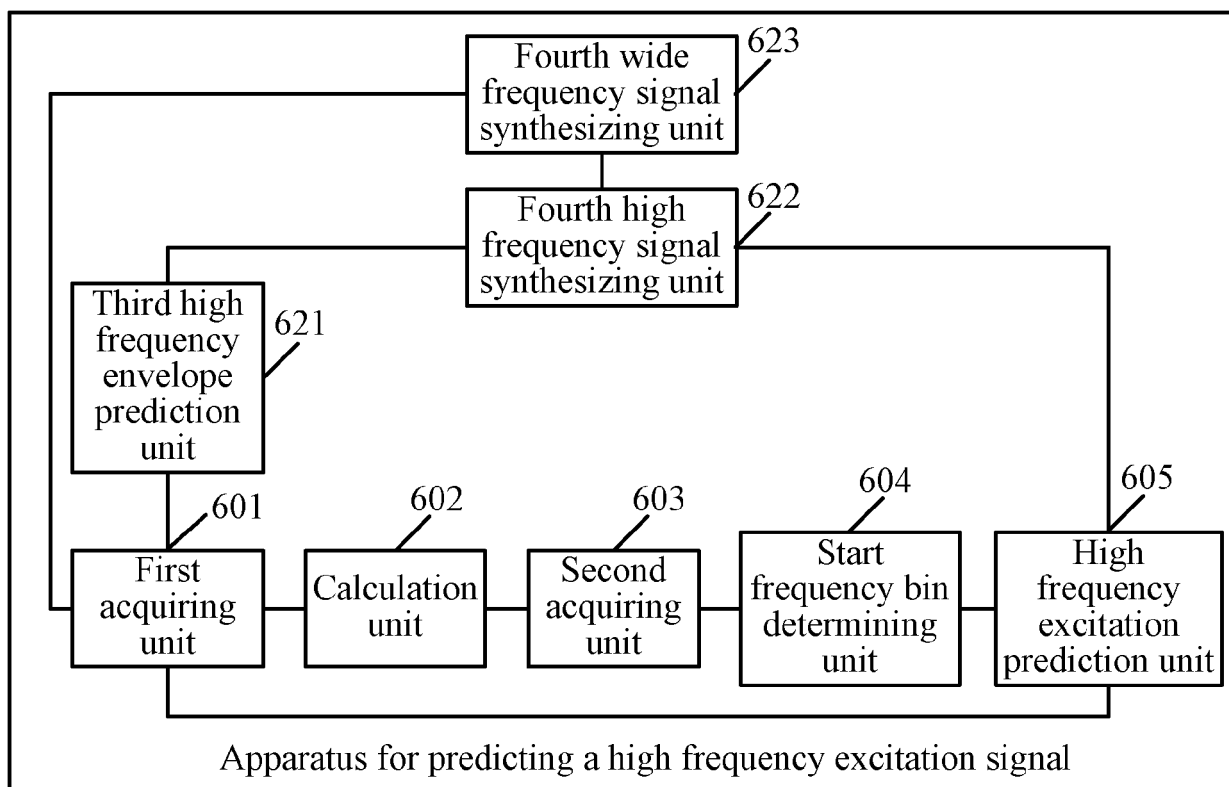 623
Fourth wide
frequency signal
synthesizing unit
622
Fourth high
frequency signal
synthesizing unit
621
Third high
frequency
envelope
prediction
unit
601
First
acquiring
unit
602
Calculation
unit
603
Second
acquiring
unit
604
Start
frequency bin
determining
unit
605
High
frequency
excitation
prediction unit
Apparatus for predicting a high frequency excitation signal